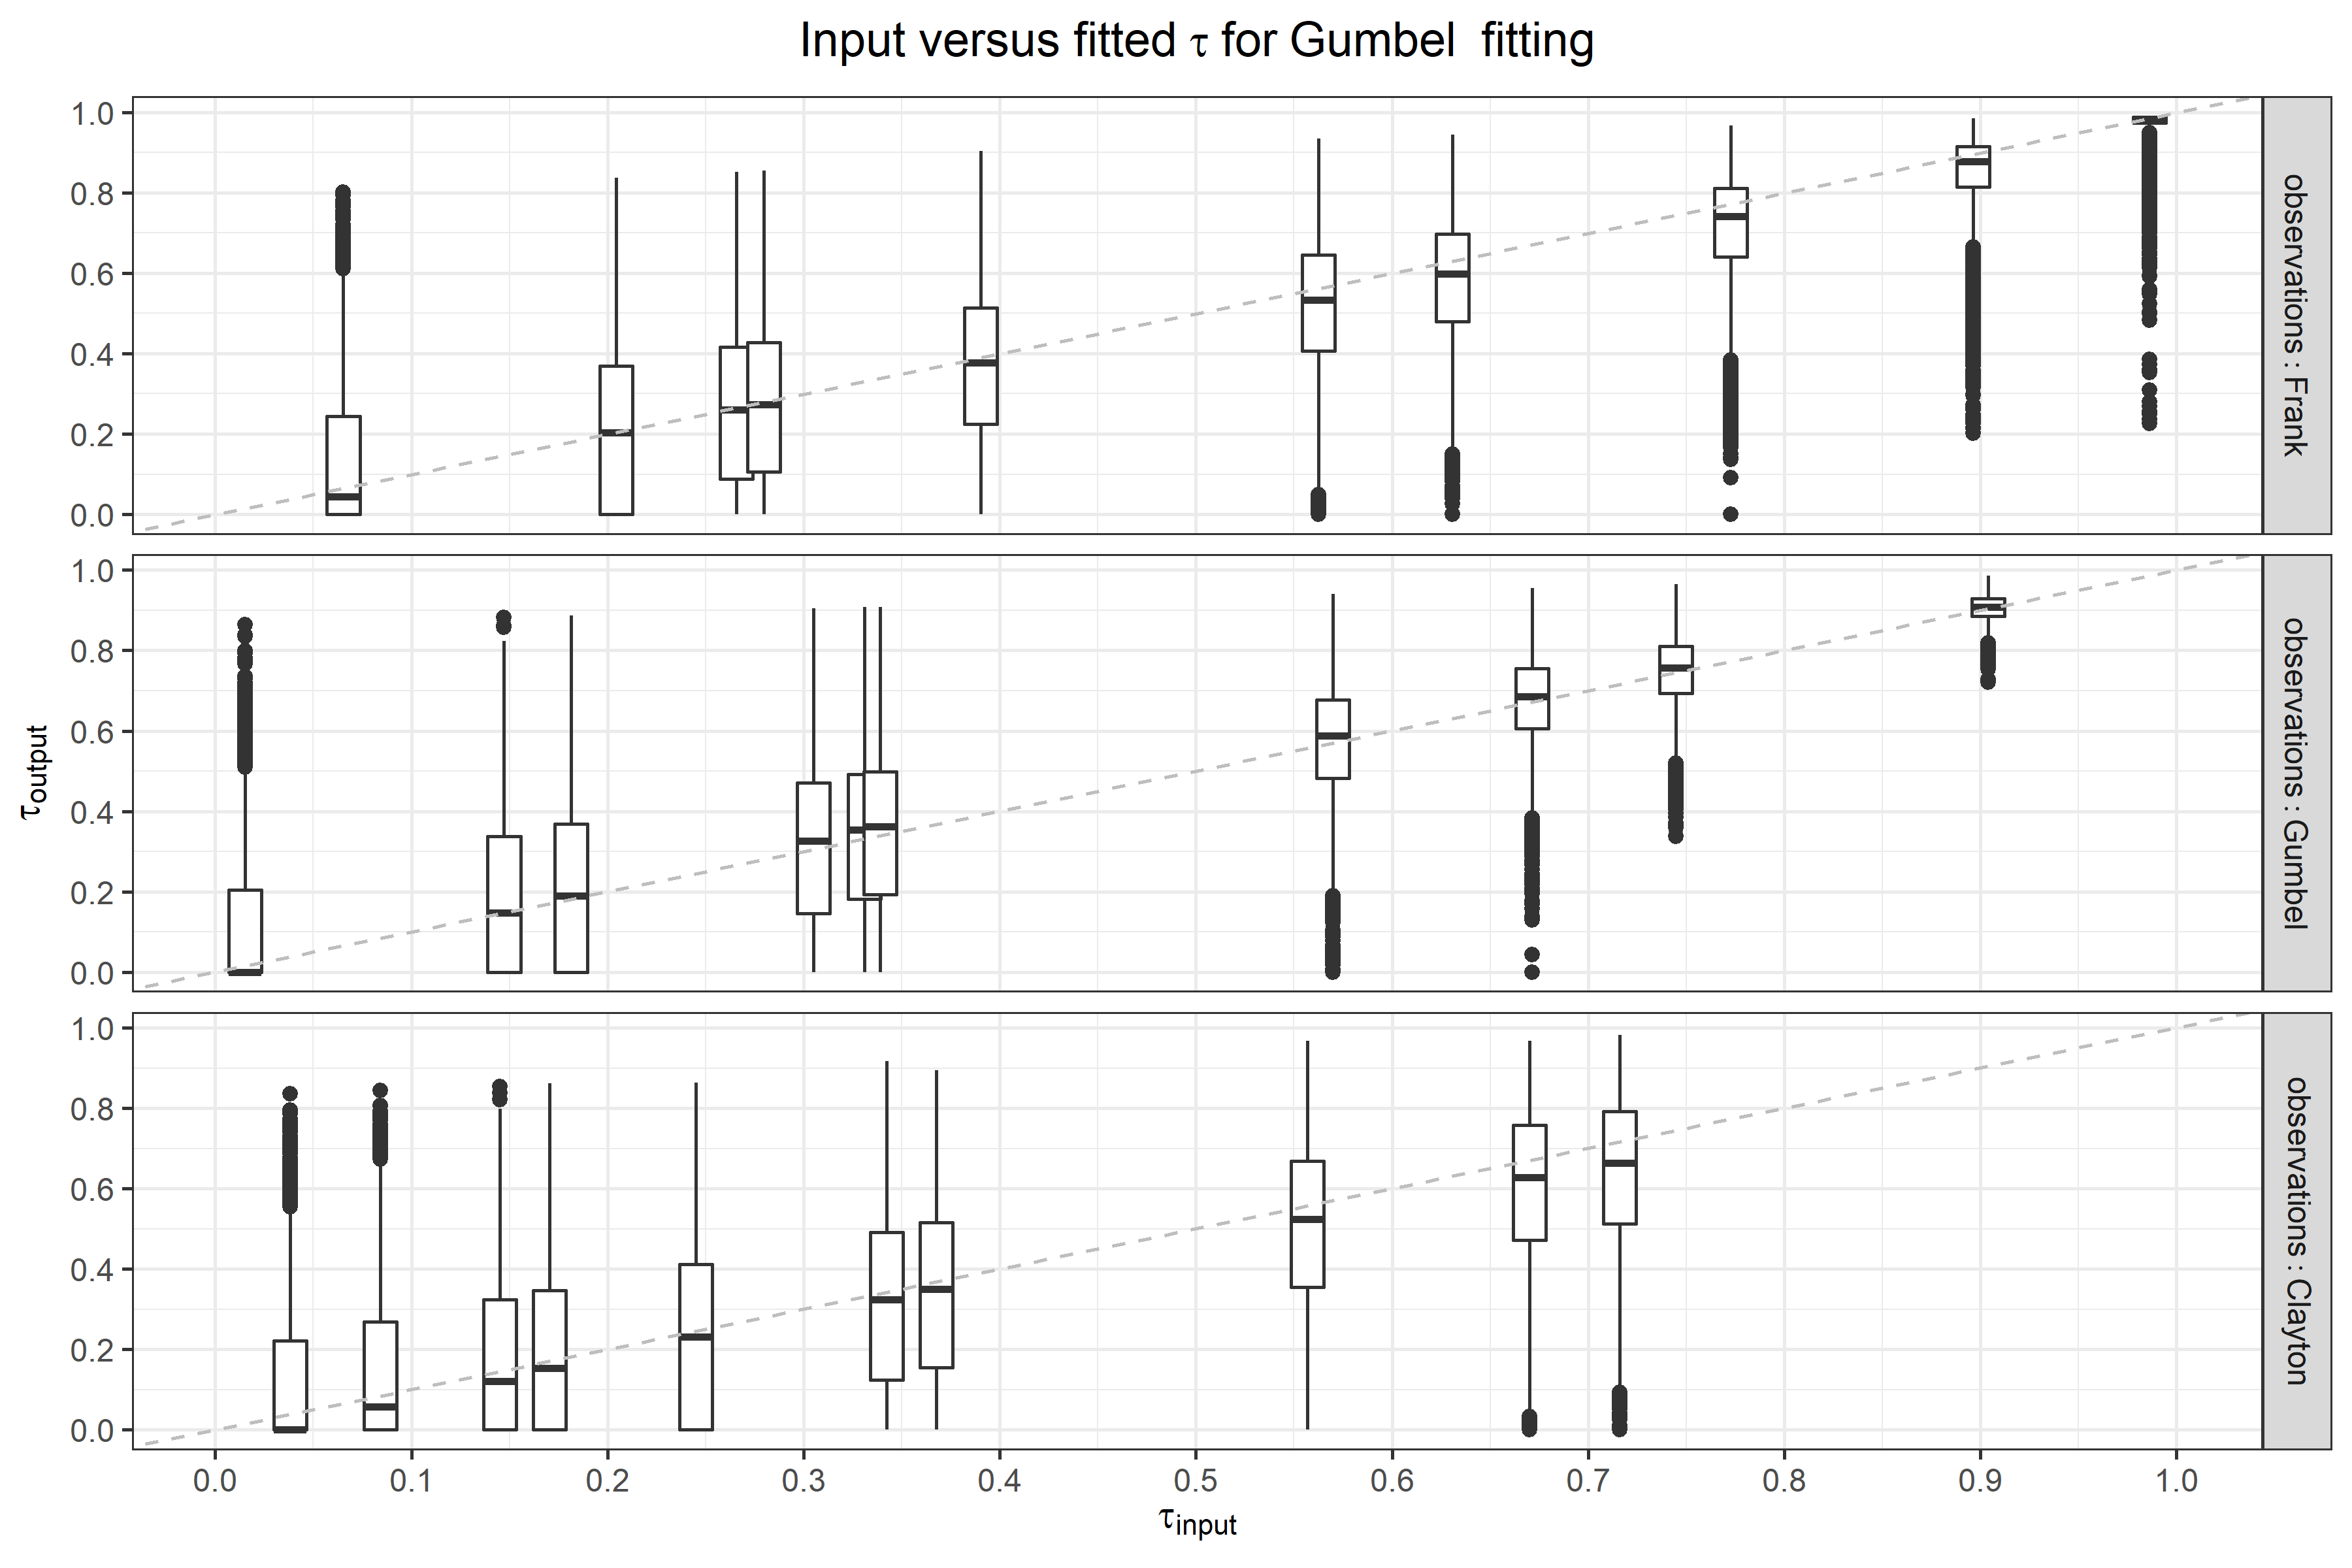 Input versus fitted τ for Gumbel  fitting
1.0
0.8
0.6
0.4
0.2
0.0
observations : Frank
1.0
0.8
0.6
0.4
0.2
0.0
observations : Gumbel
τoutput
1.0
0.8
0.6
0.4
0.2
0.0
observations : Clayton
0.0 0.1 0.2 0.3 0.4 0.5 0.6 0.7 0.8 0.9 1.0
τinput